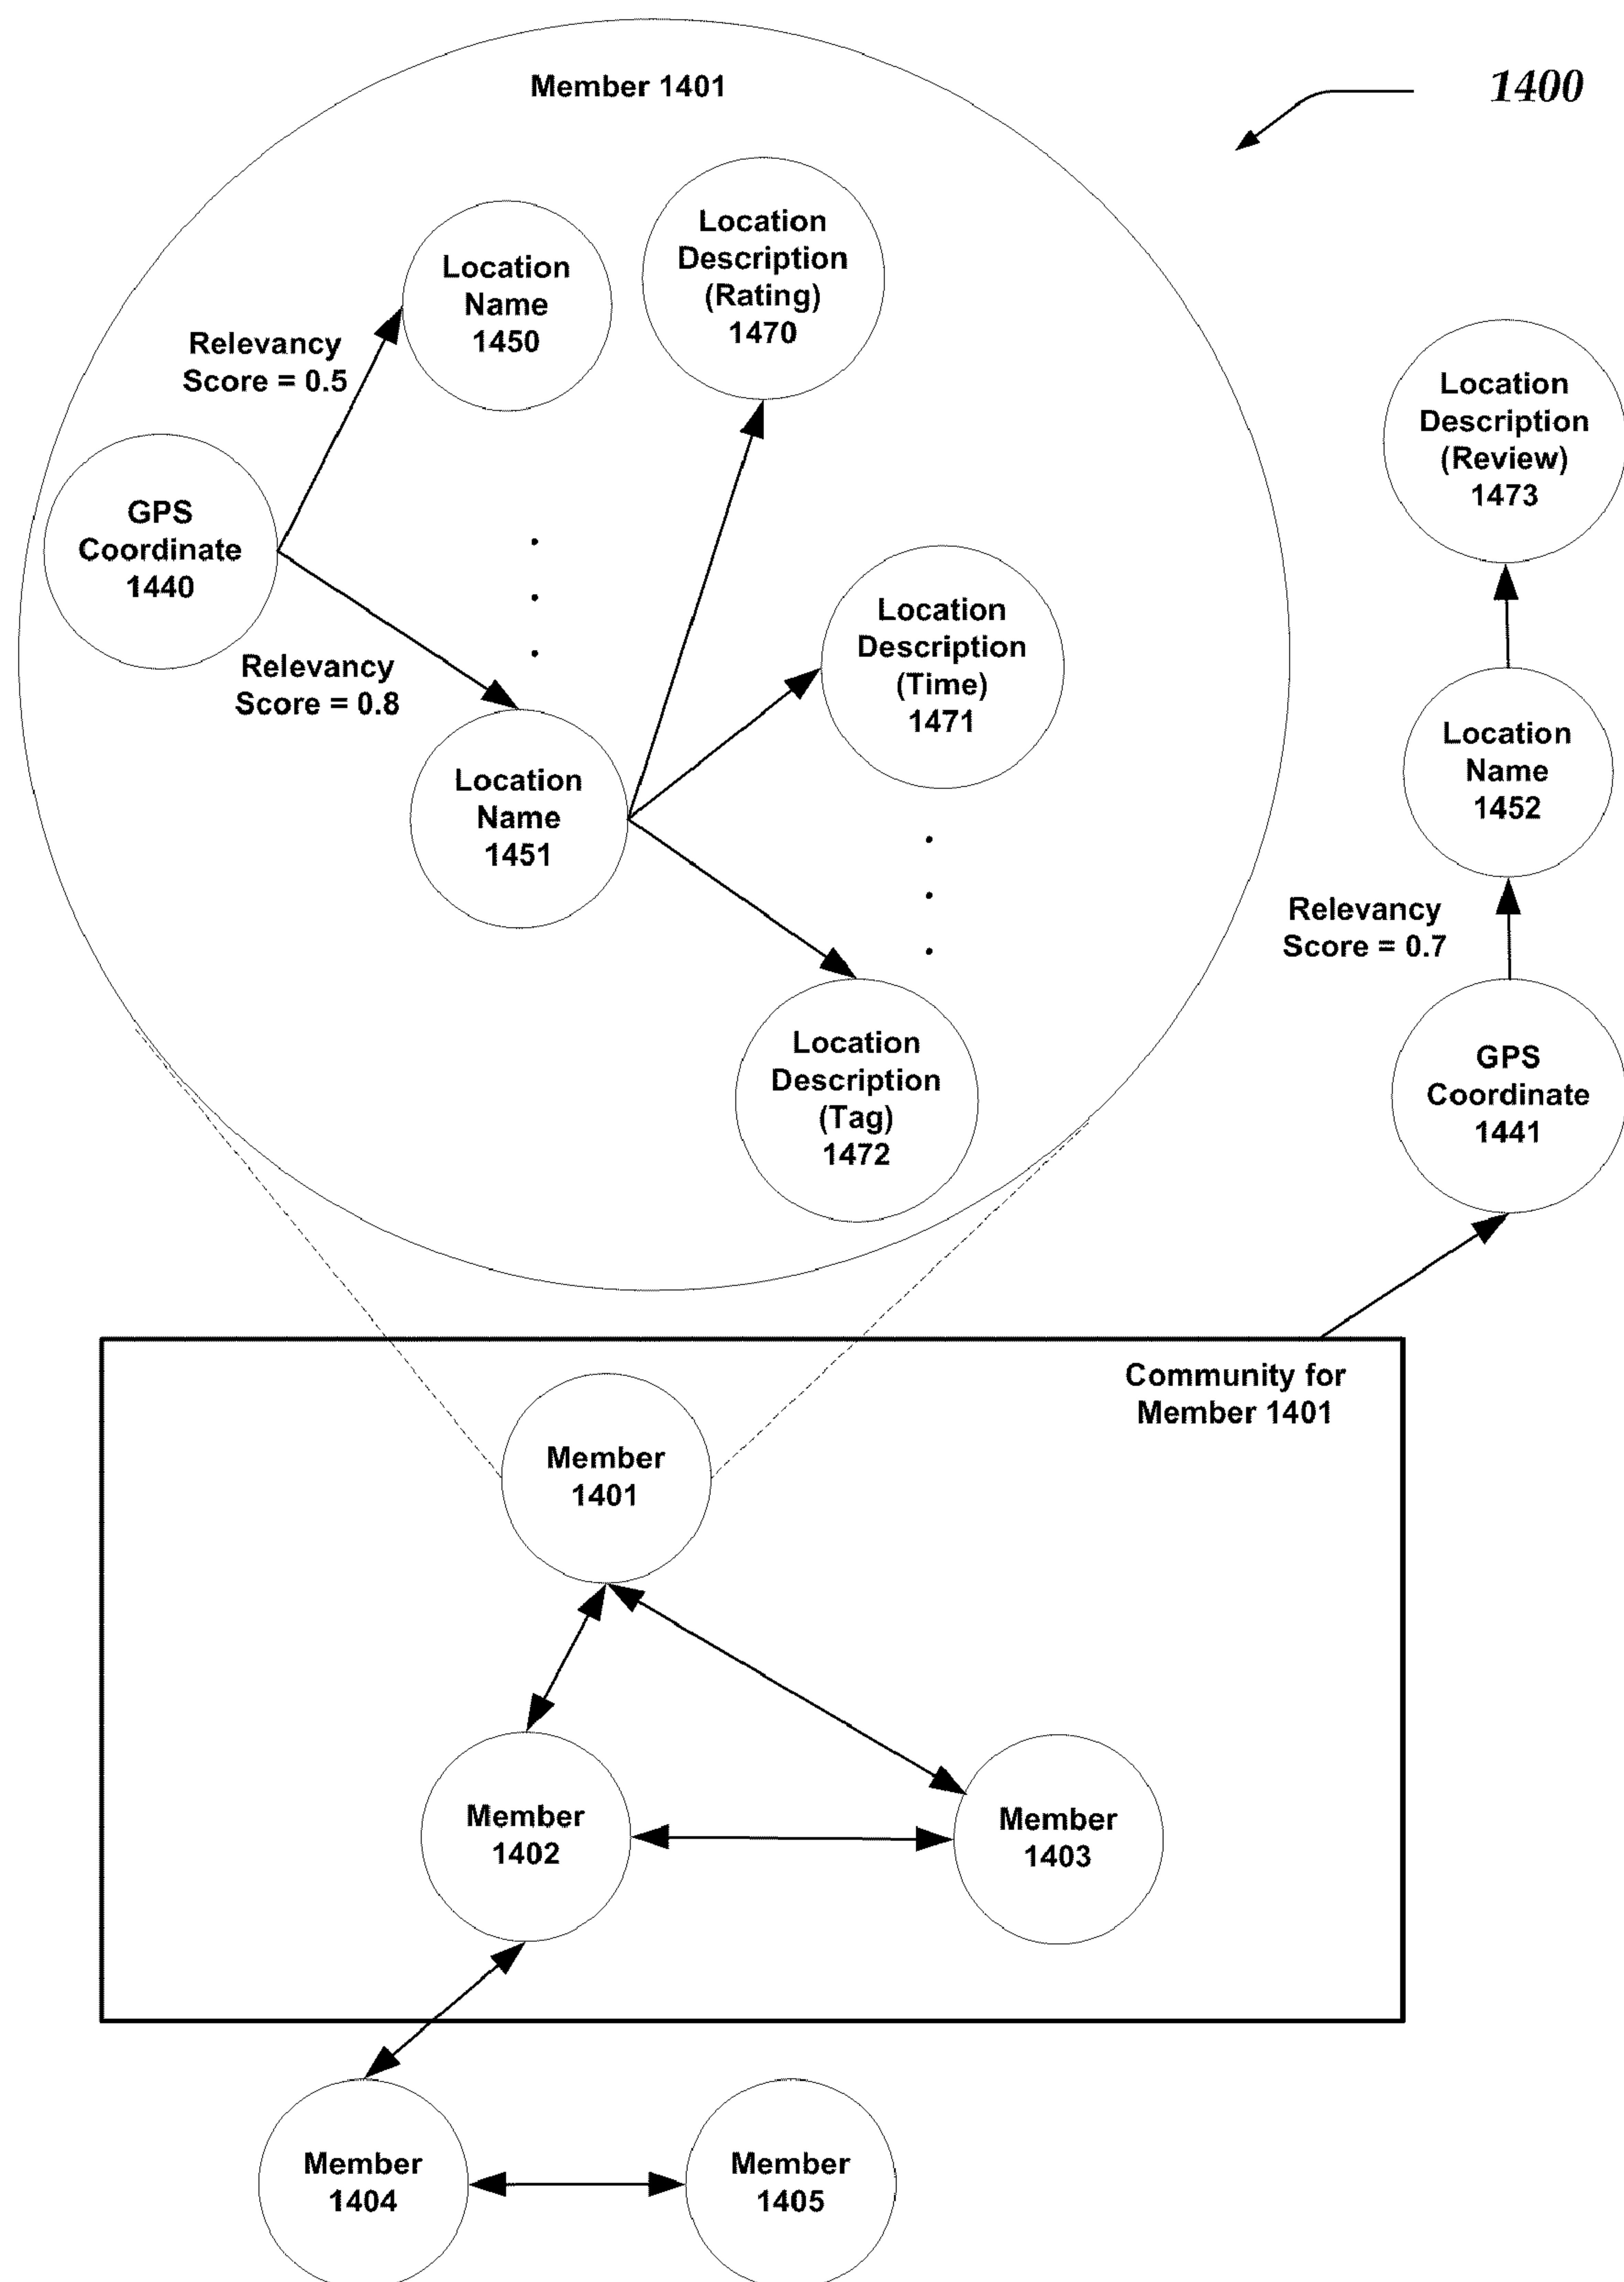 Member 1401
1400
Location
Name
1450
Location
Description
(Rating)
1470
Relevancy
Score = 0.5
Location
Description
(Review)
1473
GPS
Coordinate
1440
Location
Description
(Time)
1471
Relevancy
Score = 0.8
Location
Name
1451
Location
Name
1452
Relevancy
Score = 0.7
Location
Description
(Tag)
1472
GPS
Coordinate
1441
Community for
Member 1401
Member
1401
Member
1402
Member
1403
Member
1404
Member
1405